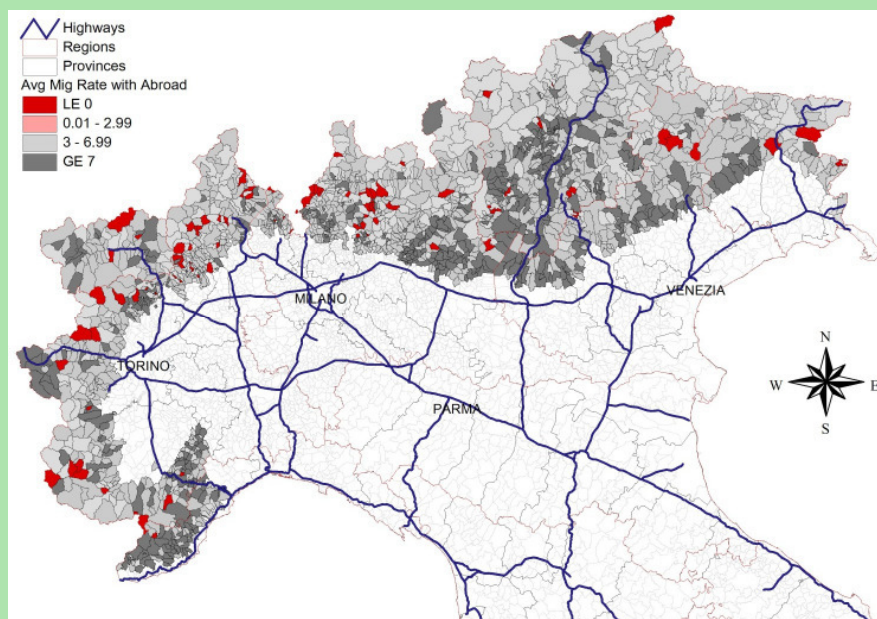 Highways
Regions
Provinces
Avg Mig Rate with Abroad
LE 0
0.01 - 2.99
3 - 6.99
GE 7
MILANO
VENEZIA
TORINO
PARMA
N
W
E
S